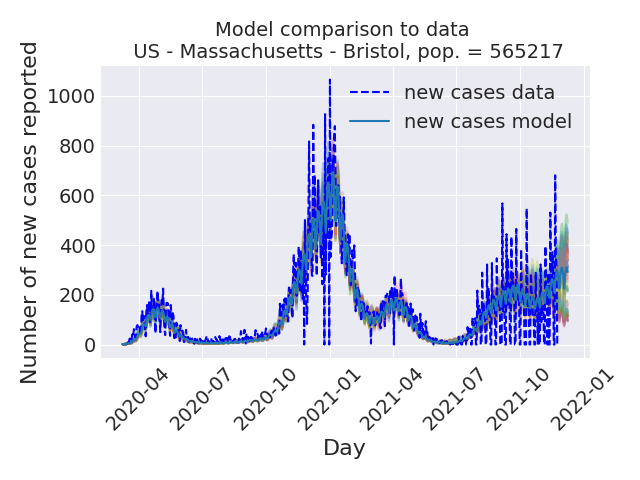 Model comparison to data
US - Massachusetts - Bristol, pop. = 565217
Number of new cases reported
1000
800
600
400
200
0
new cases data
new cases model
2020-04
2020-07
2020-10
2021-01
2021-04
2021-07
2021-10
2022-01
Day